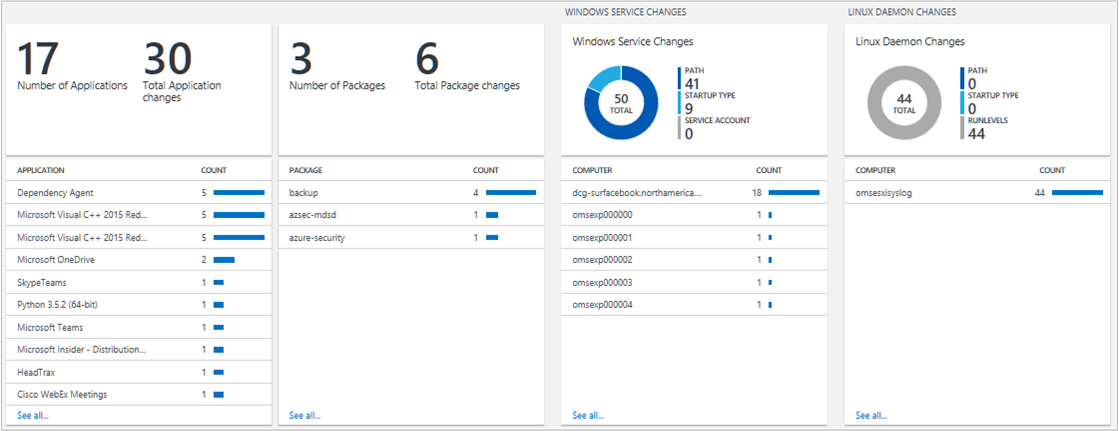 WINDOWS SERVICE CHANGES
LINUX DAEMON CHANGES
17
Number of Applications
30
Total Application
changes
3
Number of Packages
6
Total Package changes
Windows Service Changes
50
TOTAL
PATH
41
STARTUP TYPE
9
SERVICE ACCOUNT
0
Linux Daemon Changes
44
TOTAL
PATH
0
STARTUP TYPE
0
RUNLEVELS
44
APPLICATION COUNT
Dependency Agent 5
Microsoft Visual C++ 2015 Red... 5
Microsoft Visual C++ 2015 Red... 5
Microsoft OneDrive 2
SkypeTeams 1
Python 3.5.2 (64-bit) 1
Microsoft Teams 1
Microsoft Insider - Distribution... 1
HeadTrax 1
Cisco WebEx Meetings 1
See all...
PACKAGE COUNT
backup 4
azsec-mdsd 1
azure-security 1
See all...
COMPUTER COUNT
dcg-surfacebook.northamerica.... 18
omsexp000000 1
omsexp000001 1
omsexp000002 1
omsexp000003 1
omsexp000004 1
See all...
COMPUTER COUNT
omsesxisyslog 44
See all...